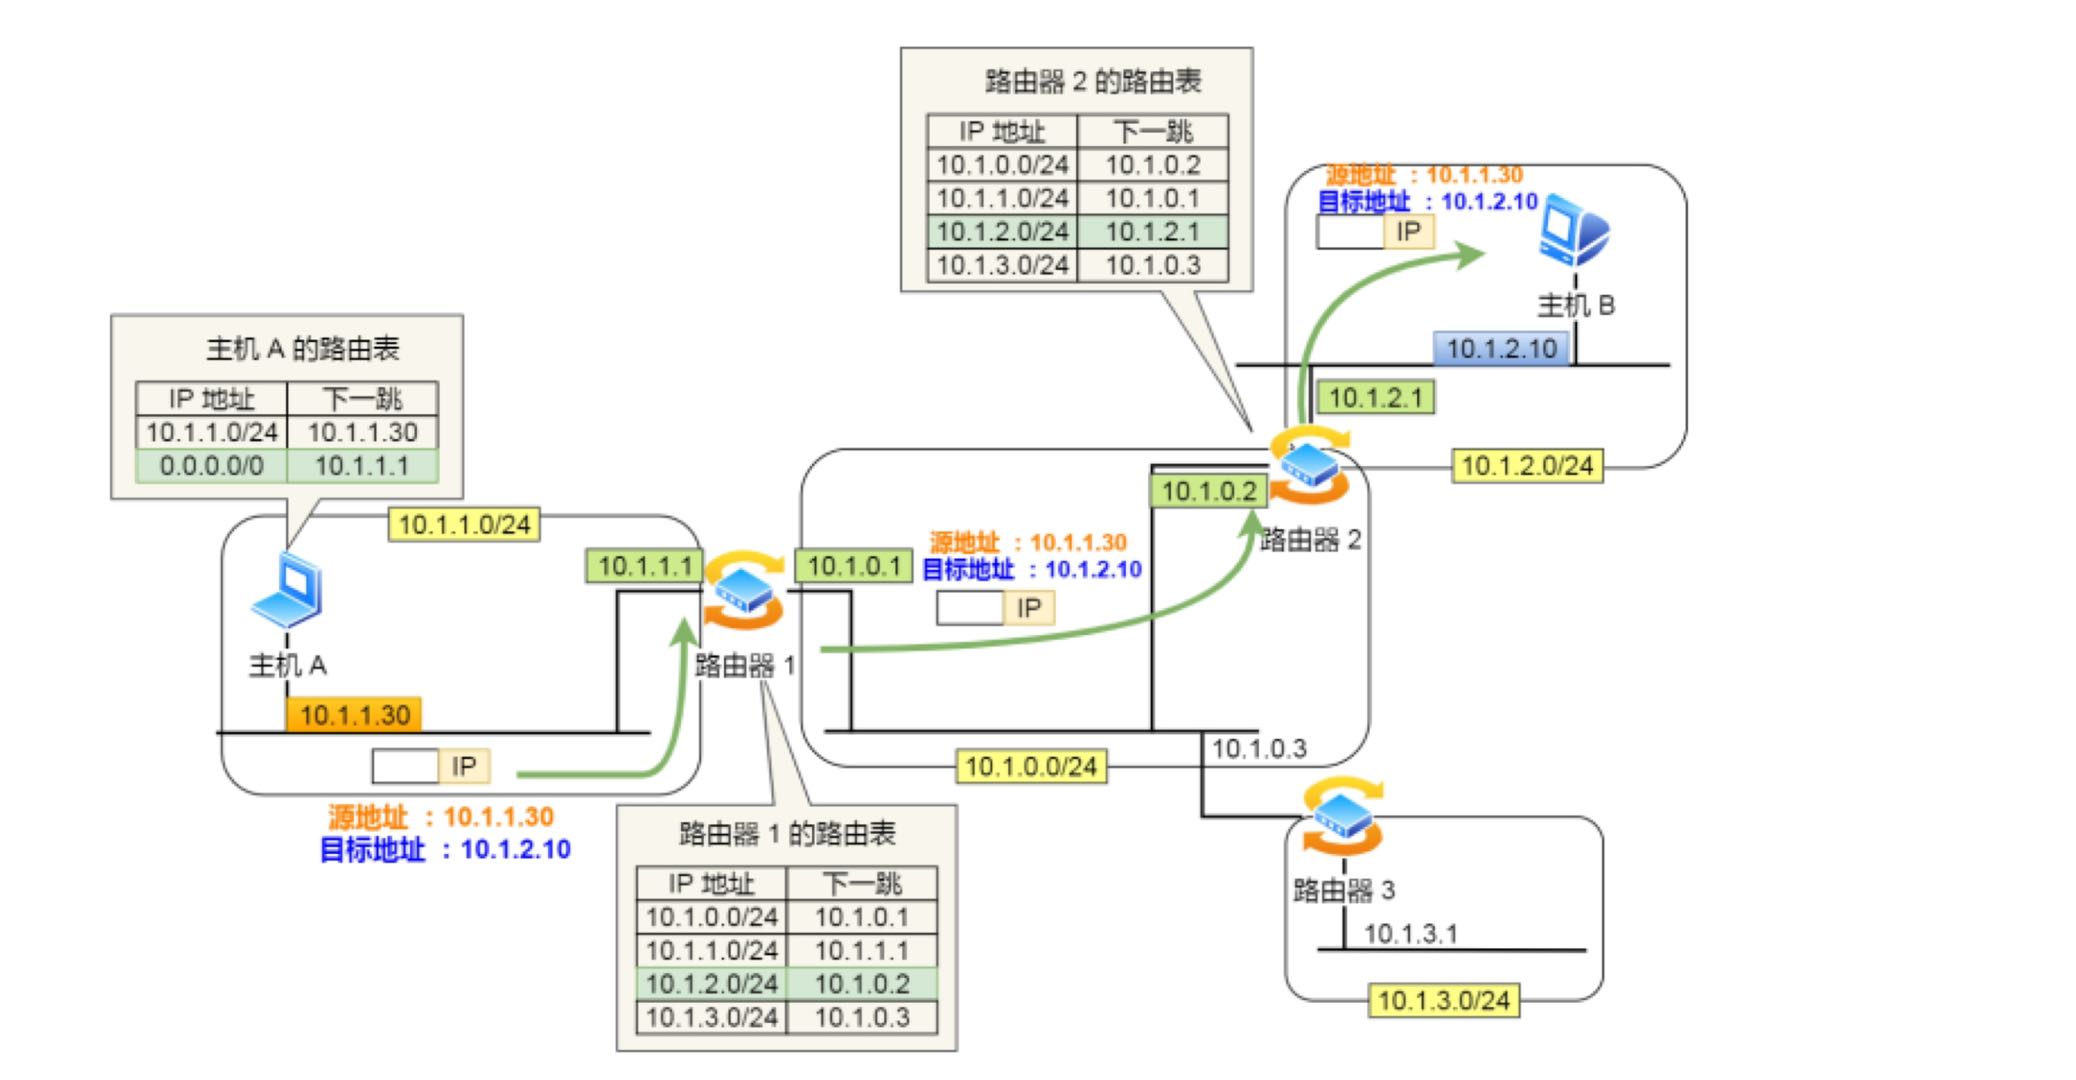 路由器 2 的路由表
IP 地址 下一跳
10.1.0.0/24 10.1.0.2
10.1.1.0/24 10.1.0.1
10.1.2.0/24 10.1.2.1
10.1.3.0/24 10.1.0.3
源地址 : 10.1.1.30
目标地址 : 10.1.2.10
IP
主机 B
10.1.2.10
10.1.2.1
10.1.2.0/24
主机 A 的路由表
IP 地址 下一跳
10.1.1.0/24 10.1.1.30
0.0.0.0/0 10.1.1.1
10.1.1.0/24
主机 A
10.1.1.30
IP
源地址 : 10.1.1.30
目标地址 : 10.1.2.10
10.1.1.1
路由器 1
10.1.0.1
源地址 : 10.1.1.30
目标地址 : 10.1.2.10
IP
10.1.0.2
路由器 2
10.1.0.0/24
10.1.0.3
路由器 1 的路由表
IP 地址 下一跳
10.1.0.0/24 10.1.0.1
10.1.1.0/24 10.1.1.1
10.1.2.0/24 10.1.0.2
10.1.3.0/24 10.1.0.3
路由器 3
10.1.3.1
10.1.3.0/24